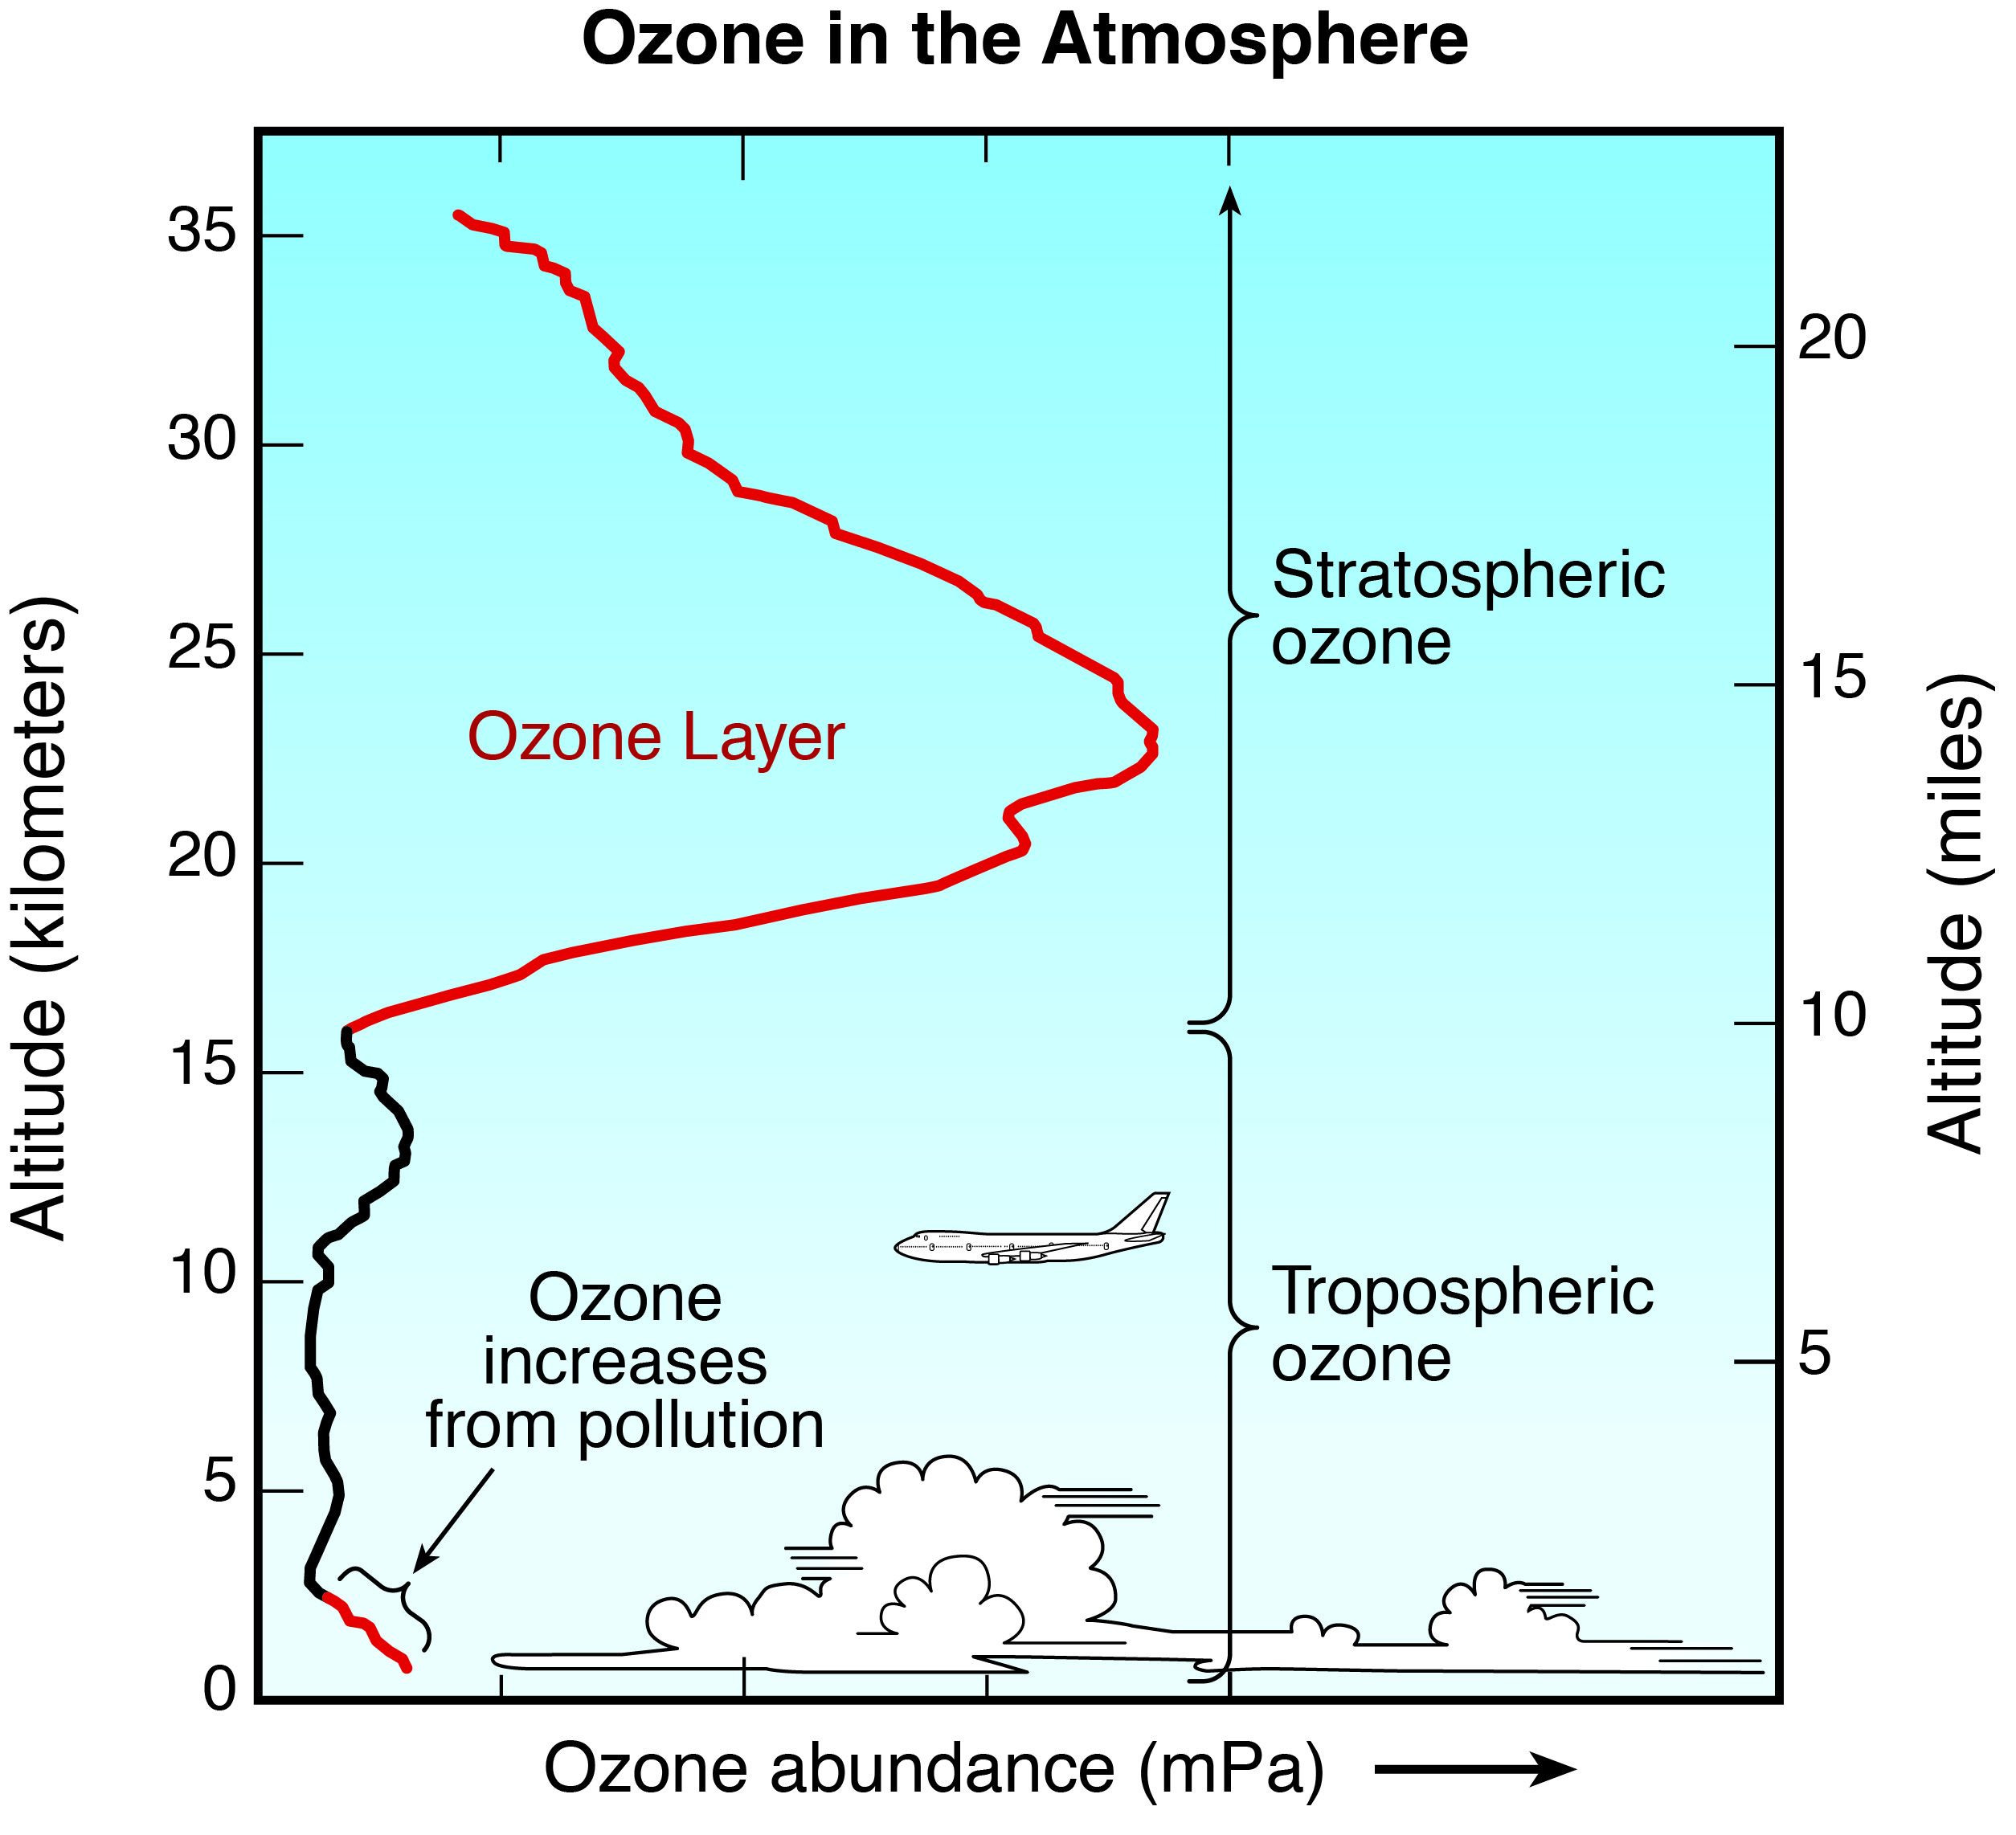 Ozone in the Atmosphere
Altitude (kilometers)
35
30
25
20
15
10
5
0
Ozone Layer
Ozone
increases
from pollution
Stratospheric
ozone
Tropospheric
ozone
20
15
10
5
Altitude (miles)
Ozone abundance (mPa)